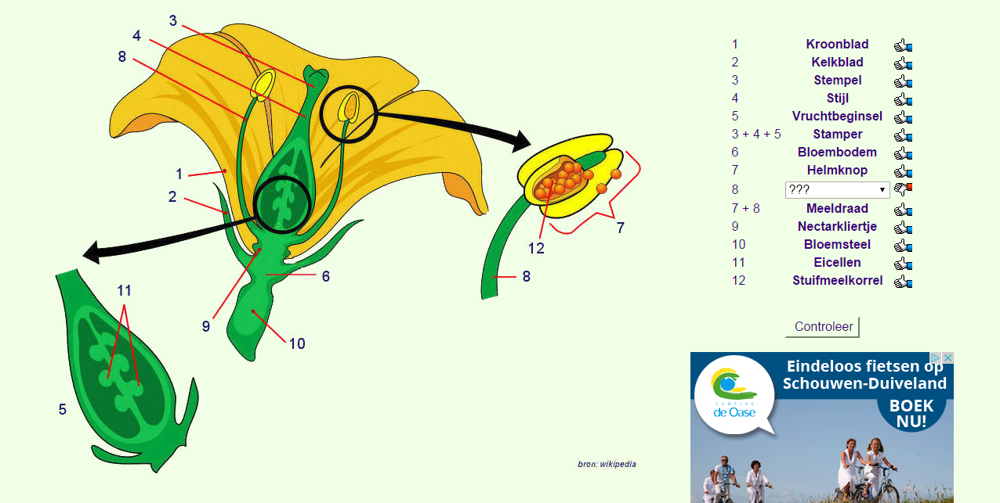 3
4
8
1
2
6
9
10
11
5
7
12
8
bron: wikipedia
1 Kroonblad
2 Kelkblad
3 Stempel
4 Stijl
5 Vruchtbeginsel
3 + 4 + 5 Stamper
6 Bloembodem
7 Helmknop
8 ???
7 + 8 Meeldraad
9 Nectarkliertje
10 Bloemsteel
11 Eicellen
12 Stuifmeelkorrel
Controleer
Eindeloos fietsen op
Schouwen-Duiveland
BOEK
NU!
CAMPING
de Oase